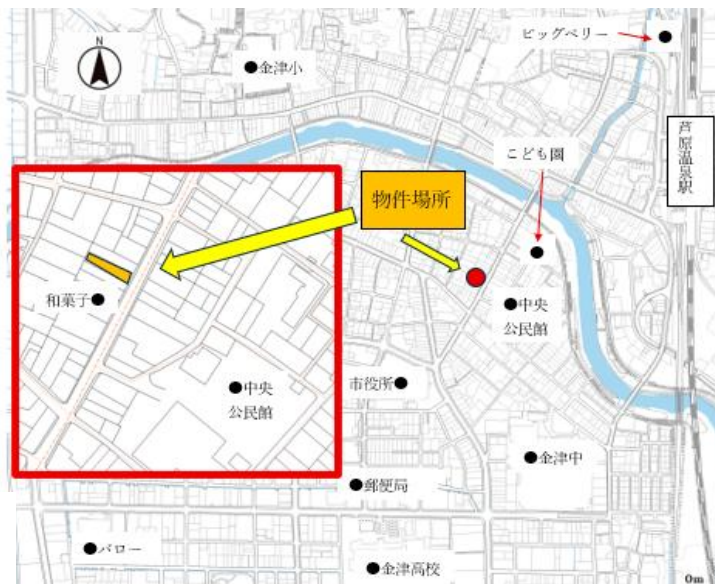 ビッグベリー
N
金津小
芦原温泉駅
こども園
物件場所
和菓子
中央
公民館
中央
公民館
市役所
金津中
郵便局
バロー
金津高校
0m